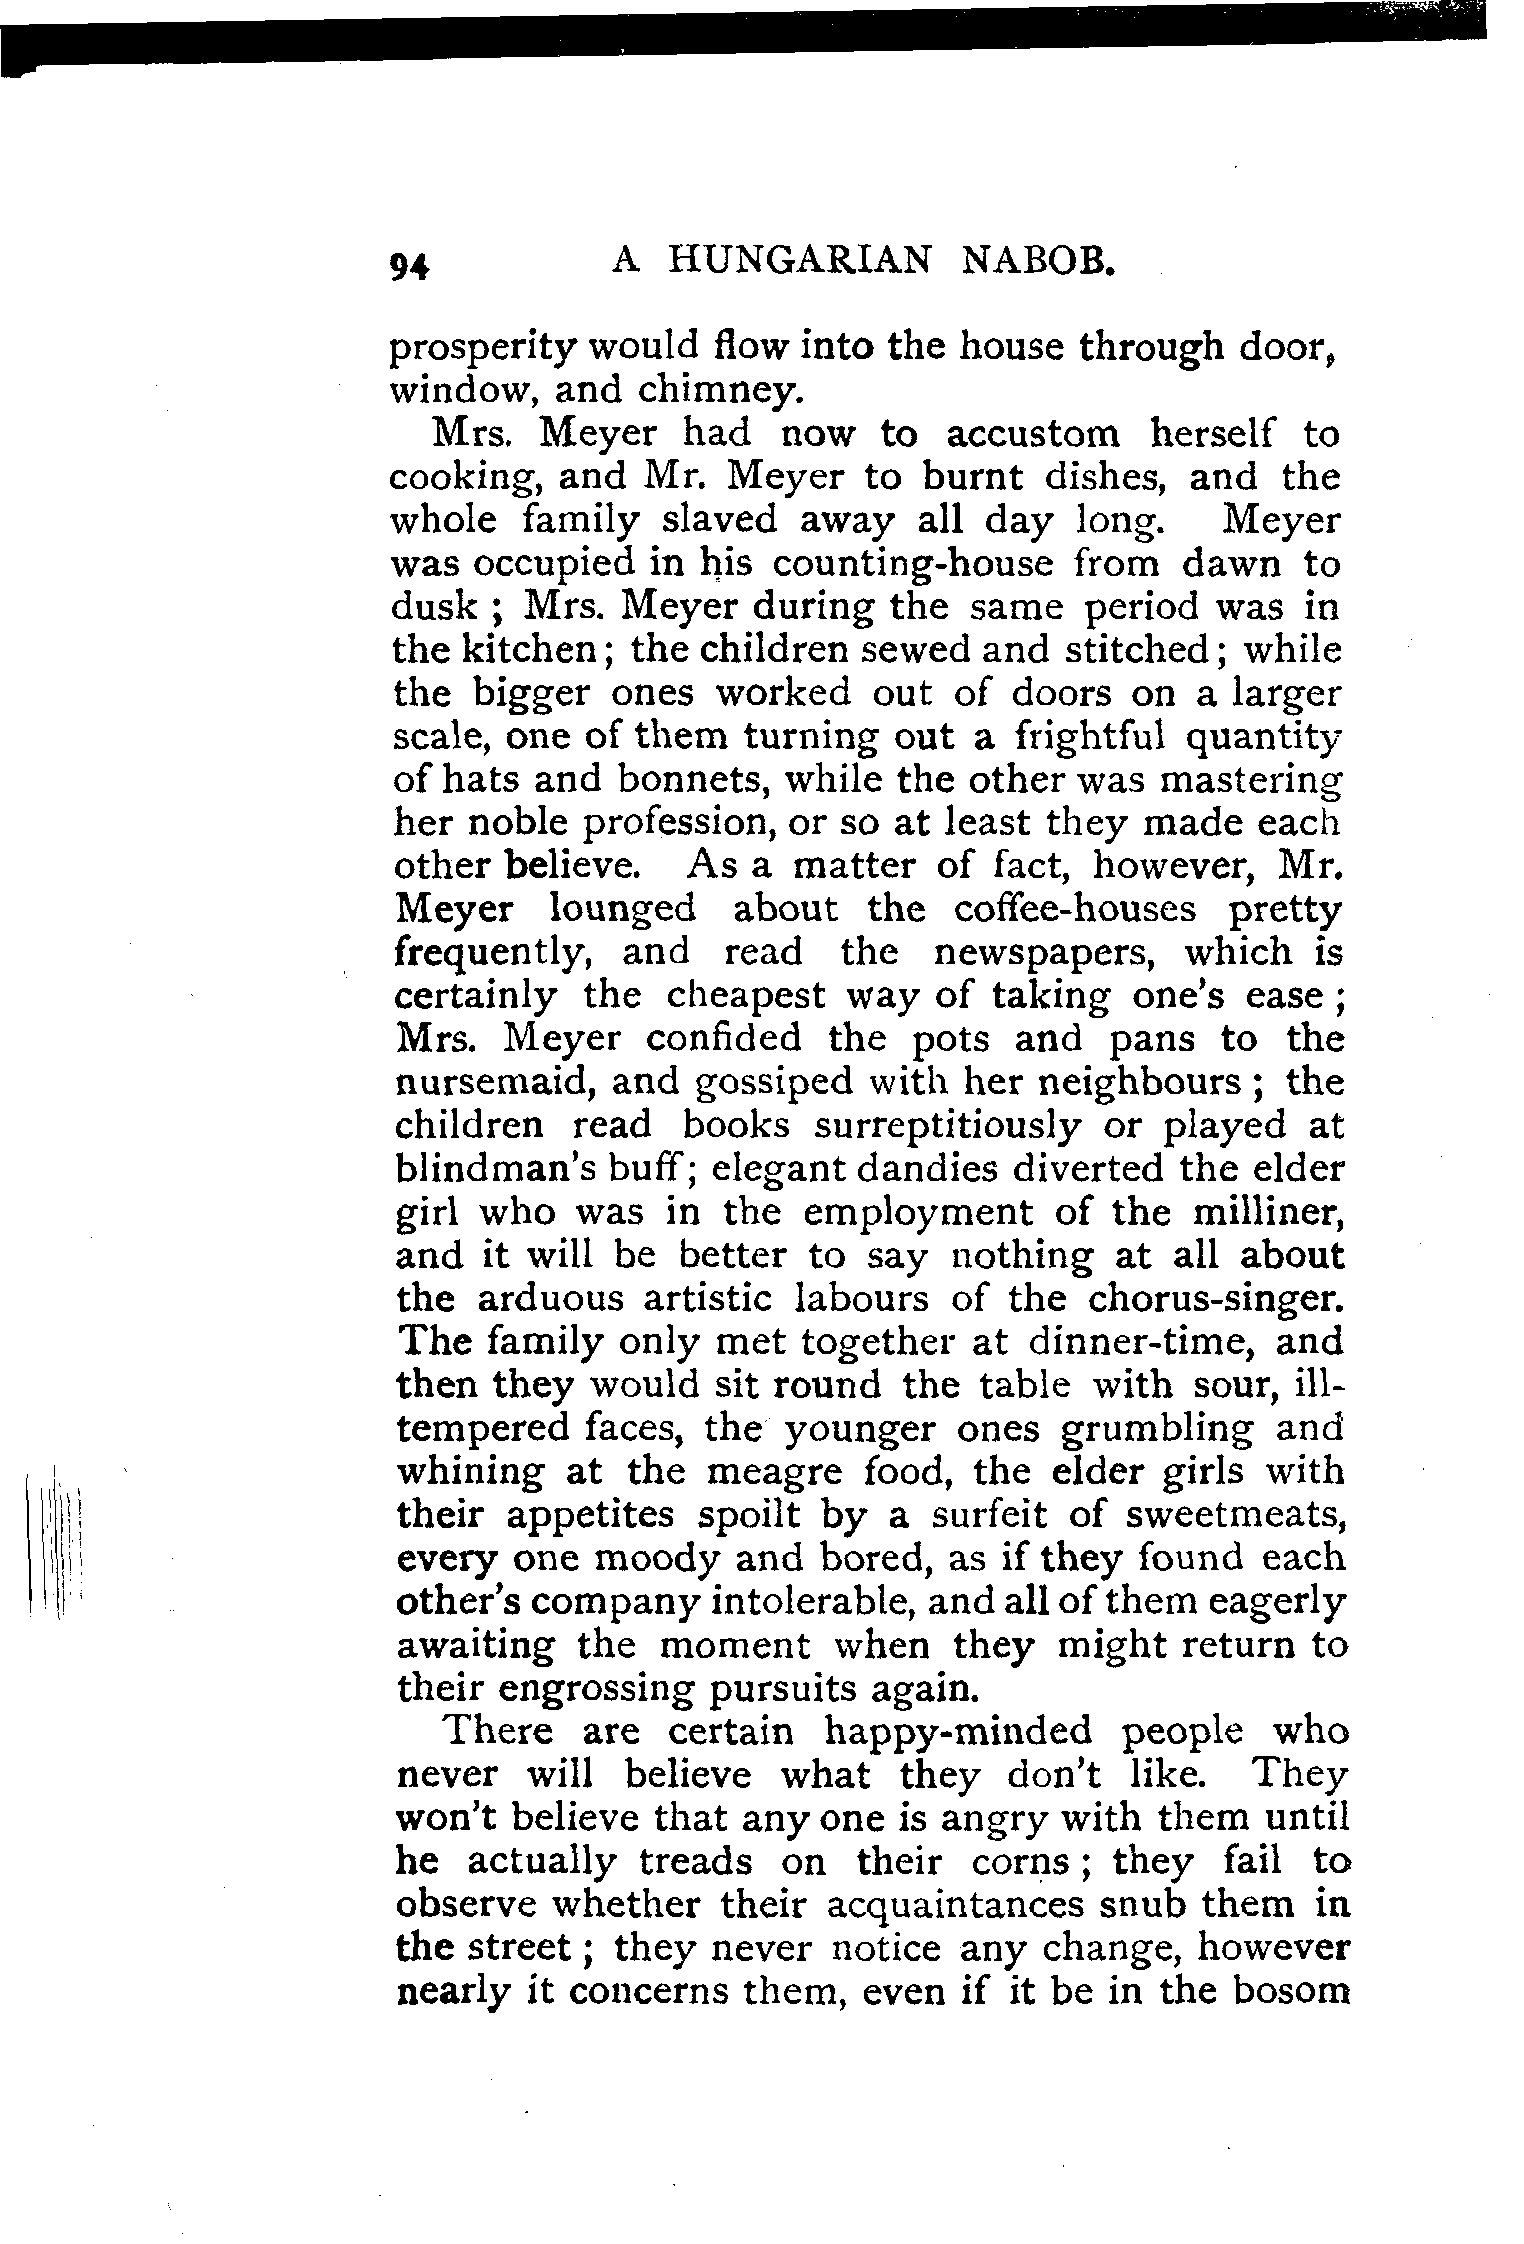 94 A HUNGARIAN NABOB.
prosperity would flow into the house through door,
window, and chimney.
Mrs. Meyer had now to accustom herself to
cooking, and Mr. Meyer to burnt dishes, and the
whole family slaved away all day long. Meyer
was occupied in his counting-house from dawn to
dusk ; Mrs. Meyer during the same period was in
the kitchen ; the children sewed and stitched ; while
the bigger ones worked out of doors on a larger
scale, one of them turning out a frightful quantity
of hats and bonnets, while the other was mastering
her noble profession, or so at least they made each
other believe. As a matter of fact, however, Mr.
Meyer lounged about the coffee-houses pretty
frequently, and read the newspapers, which is
certainly the cheapest way of taking one's ease ;
Mrs. Meyer confided the pots and pans to the
nursemaid, and gossiped with her neighbours ; the
children read books surreptitiously or played at
blindman's buff; elegant dandies diverted the elder
girl who was in the employment of the milliner,
and it will be better to say nothing at all about
the arduous artistic labours of the chorus-singer.
The family only met together at dinner-time, and
then they would sit round the table with sour, ill-
tempered faces, the younger ones grumbling and
whining at the meagre food, the elder girls with
their appetites spoilt by a surfeit of sweetmeats,
every one moody and bored, as if they found each
other's company intolerable, and all of them eagerly
awaiting the moment when they might return to
their engrossing pursuits again.
There are certain happy-minded people who
never will believe what they don't like. They
won't believe that any one is angry with them until
he actually treads on their corns ; they fail to
observe whether their acquaintances snub them in
the street ; they never notice any change, however
nearly it concerns them, even if it be in the bosom